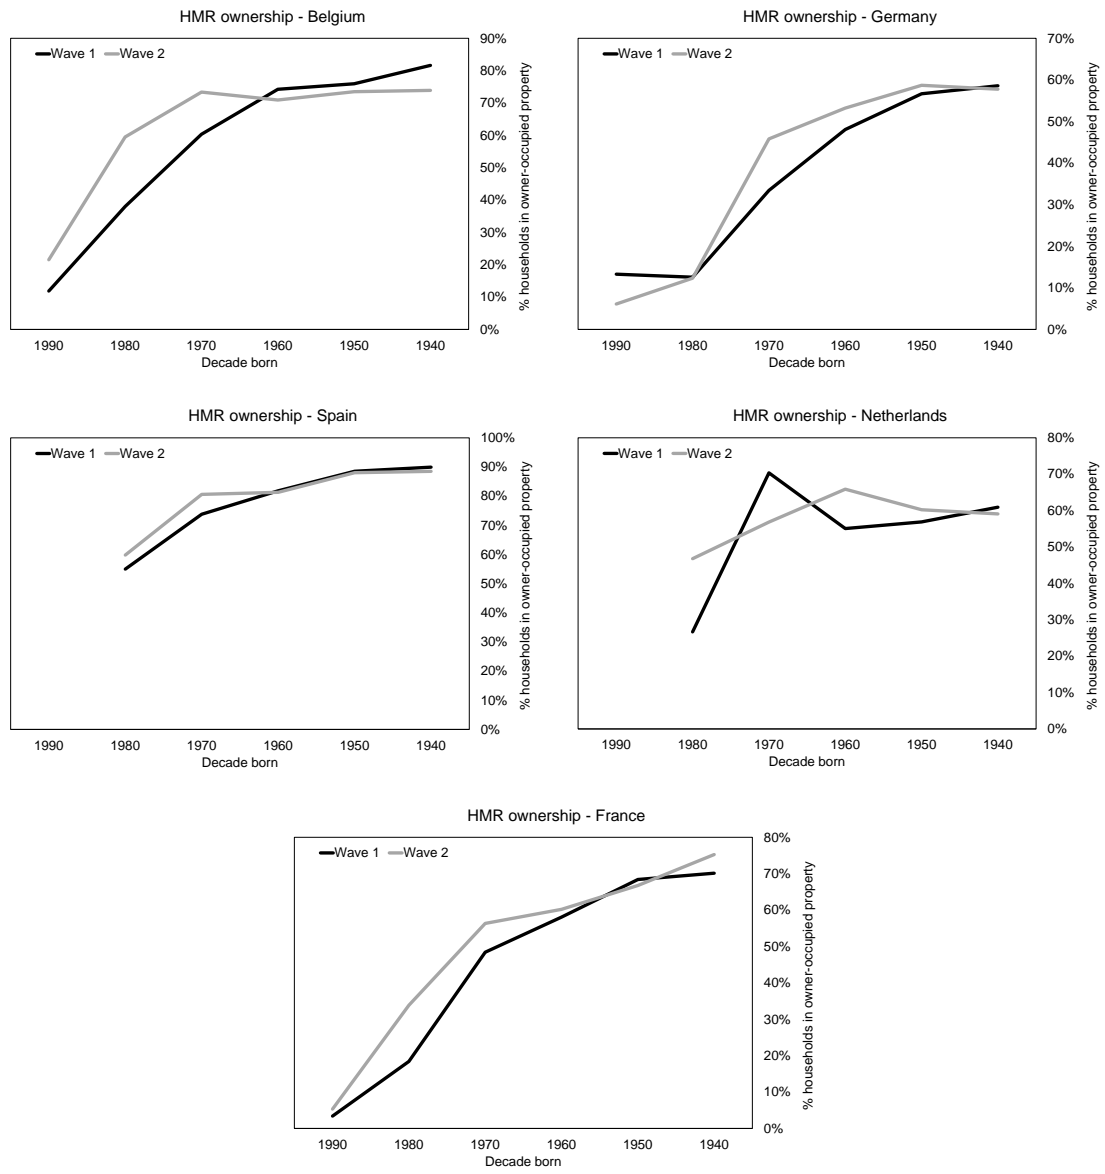 HMR ownership - Belgium
Wave 1 Wave 2
90%
80%
70%
60%
50%
40%
30%
20%
10%
0%
% households in owner-occupied property
1990 1980 1970 1960 1950 1940
Decade born
HMR ownership - Germany
Wave 1 Wave 2
70%
60%
50%
40%
30%
20%
10%
0%
% households in owner-occupied property
1990 1980 1970 1960 1950 1940
Decade born
HMR ownership - Spain
Wave 1 Wave 2
100%
90%
80%
70%
60%
50%
40%
30%
20%
10%
0%
% households in owner-occupied property
1990 1980 1970 1960 1950 1940
Decade born
HMR ownership - Netherlands
Wave 1 Wave 2
80%
70%
60%
50%
40%
30%
20%
10%
0%
% households in owner-occupied property
1990 1980 1970 1960 1950 1940
Decade born
HMR ownership - France
Wave 1 Wave 2
80%
70%
60%
50%
40%
30%
20%
10%
0%
% households in owner-occupied property
1990 1980 1970 1960 1950 1940
Decade born